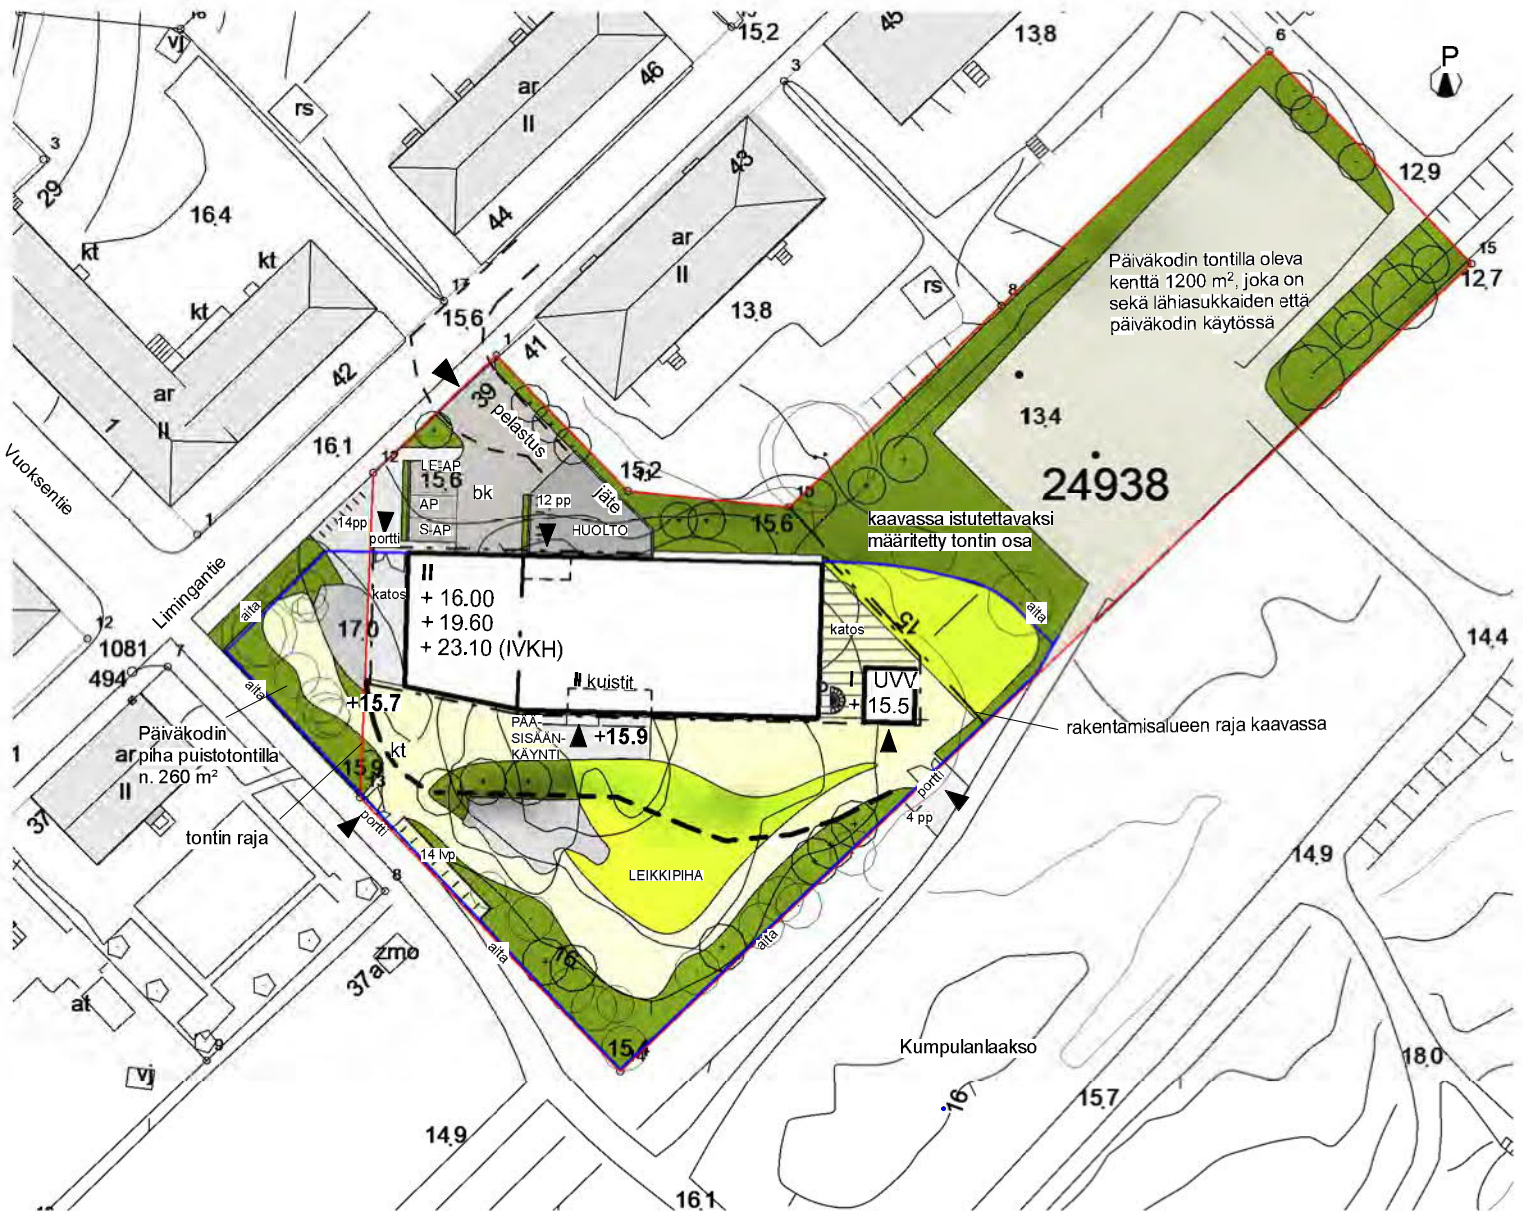 vj
rs
3
29
16.4
kt
kt
kt
ar
II
44
46
15.2
3
45
13.8
6
P
12.9
15
12.7
ar
II
43
13.8
rs
8
Päiväkodin tontilla oleva
kenttä 1200 m², joka on
sekä lähiasukkaiden että
päiväkodin käytössä
13.4
24938
17
15.6
41
42
ar
II
7
16.1
12
39
pelastus
15.2
Vuoksentie
1
LE-AP
15.6
AP
S-AP
bk
12 pp
jäte
HUOLTO
14pp
portti
10
15.6
kaavassa istutettavaksi
määritetty tontin osa
Limingantie
aita
katos
17.0
II
+ 16.00
+ 19.60
+ 23.10 (IVKH)
katos
15
aita
12
1081
494
7
aita
+15.7
II kuistit
I UVV
+ 15.5
14.4
PÄÄ-
SISÄÄN-
KÄYNTI
+15.9
rakentamisalueen raja kaavassa
Päiväkodin
piha puistotontilla
n. 260 m²
kt
15.9
13
1
ar
II
37
tontin raja
portti
14 lvp
LEIKKIPIHA
portti
4 pp
14.9
8
zmo
37a
aita
16
aita
at
9
vj
15.4
Kumpulanlaakso
16
15.7
18.0
14.9
16.1